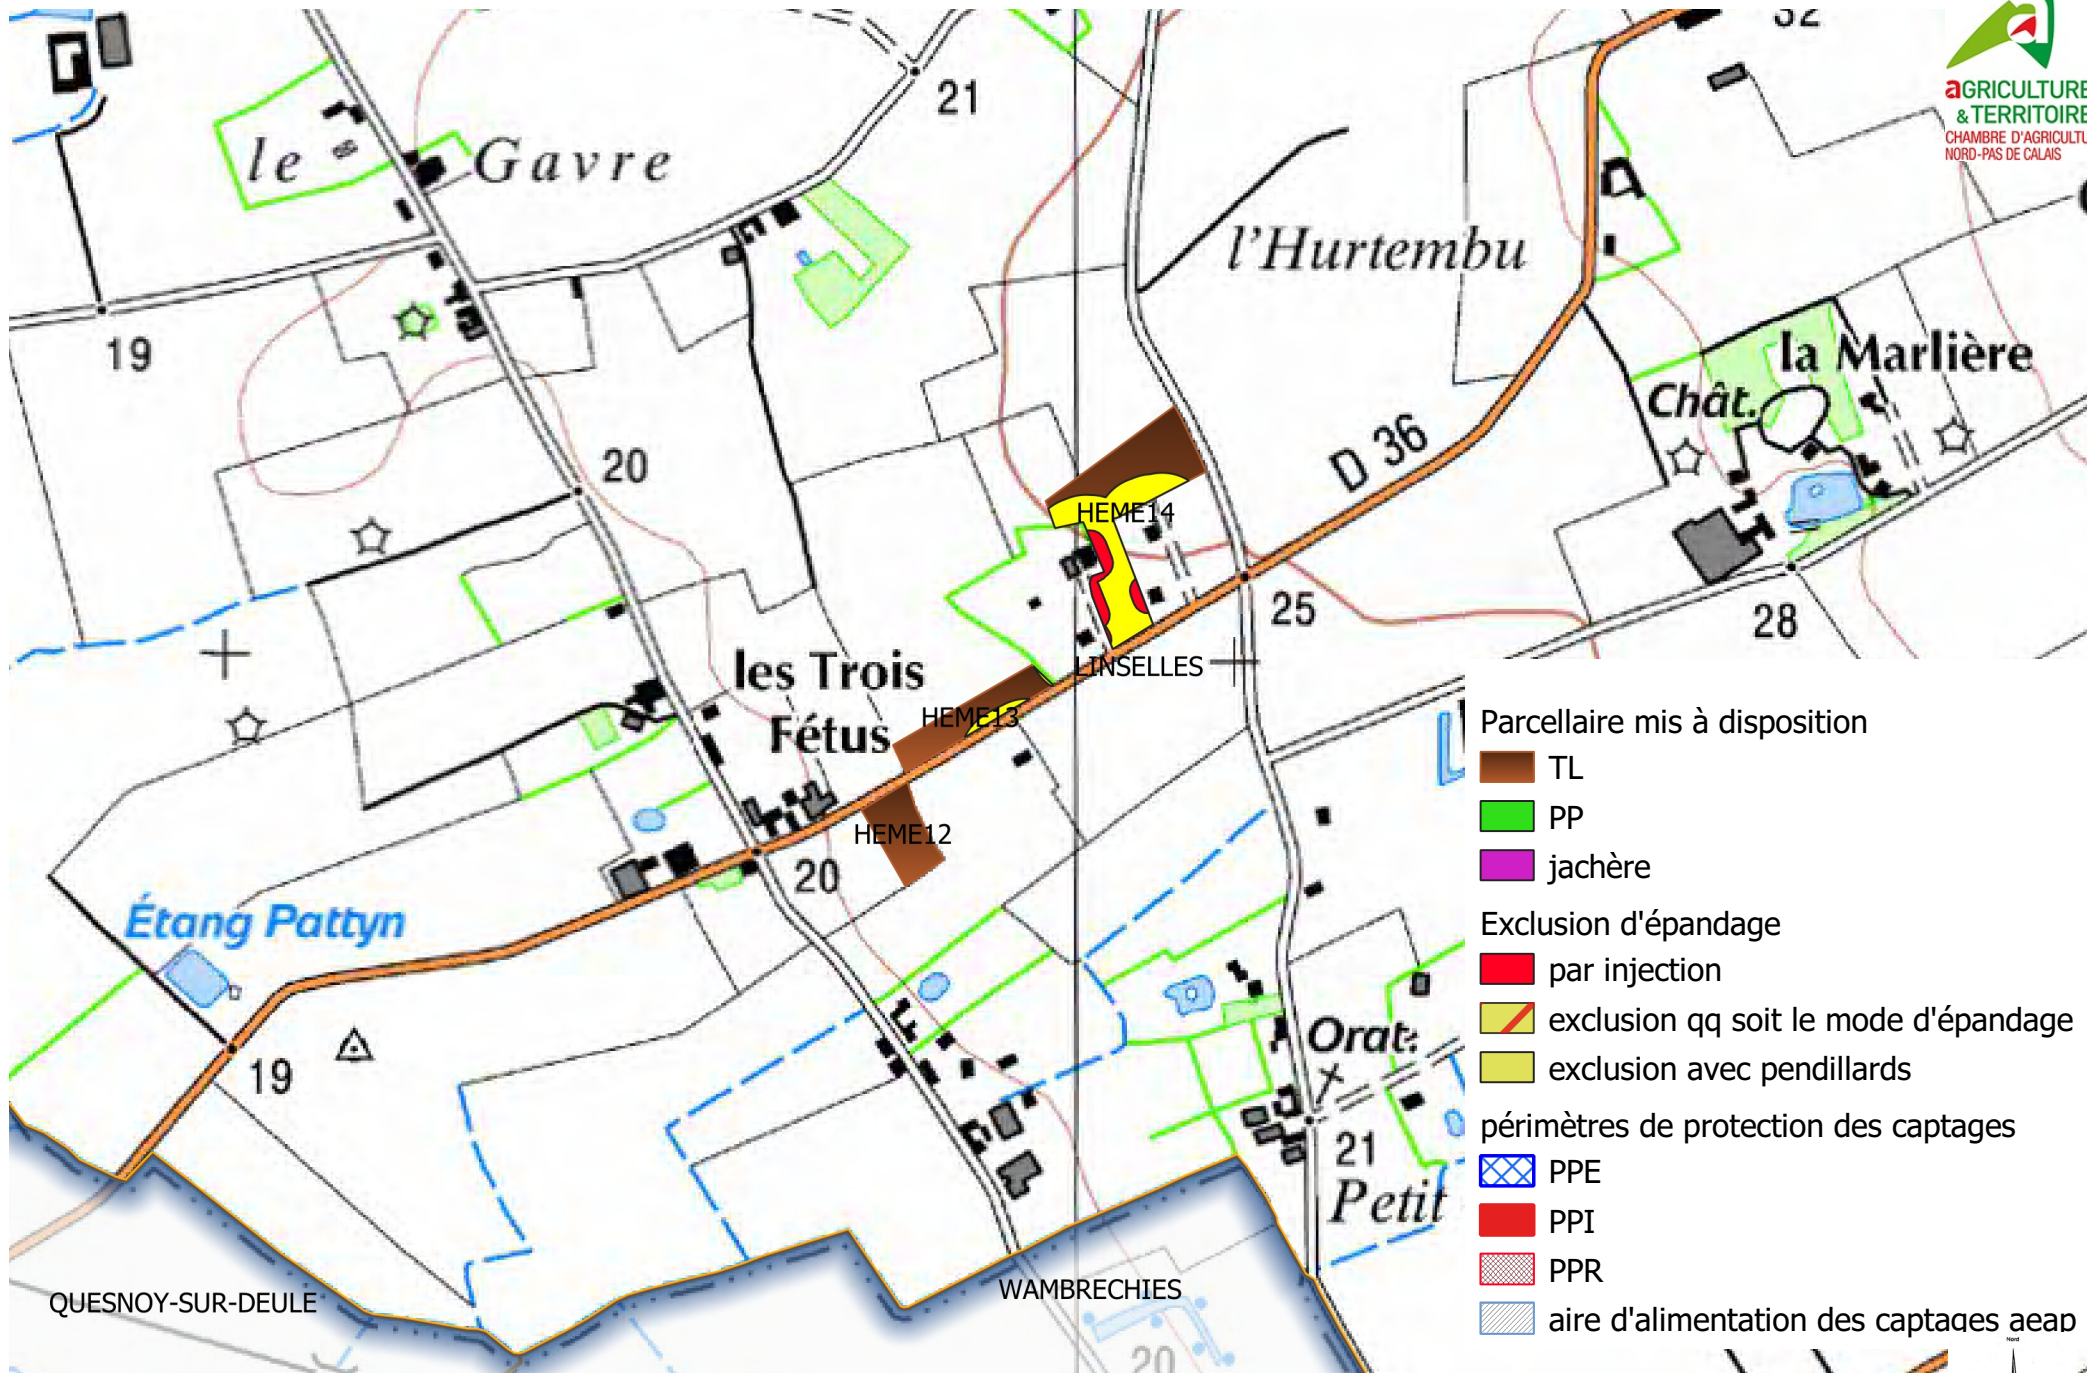 32
aGRICULTURE
& TERRITOIRE
CHAMBRE D'AGRICULTU
NORD-PAS DE CALAIS
21
le Gavre
l'Hurtembu
19
la Marlière
Chât.
20
D 36
HEME14
25
28
les Trois
Fétus
LINSELLES
HEME13
HEME12
20
Étang Pattyn
19
Orat.
21
Petit
QUESNOY-SUR-DEULE
WAMBRECHIES
20
Parcellaire mis à disposition
TL
PP
jachère
Exclusion d'épandage
par injection
exclusion qq soit le mode d'épandage
exclusion avec pendillards
périmètres de protection des captages
PPE
PPI
PPR
aire d'alimentation des captages aeap
Nord